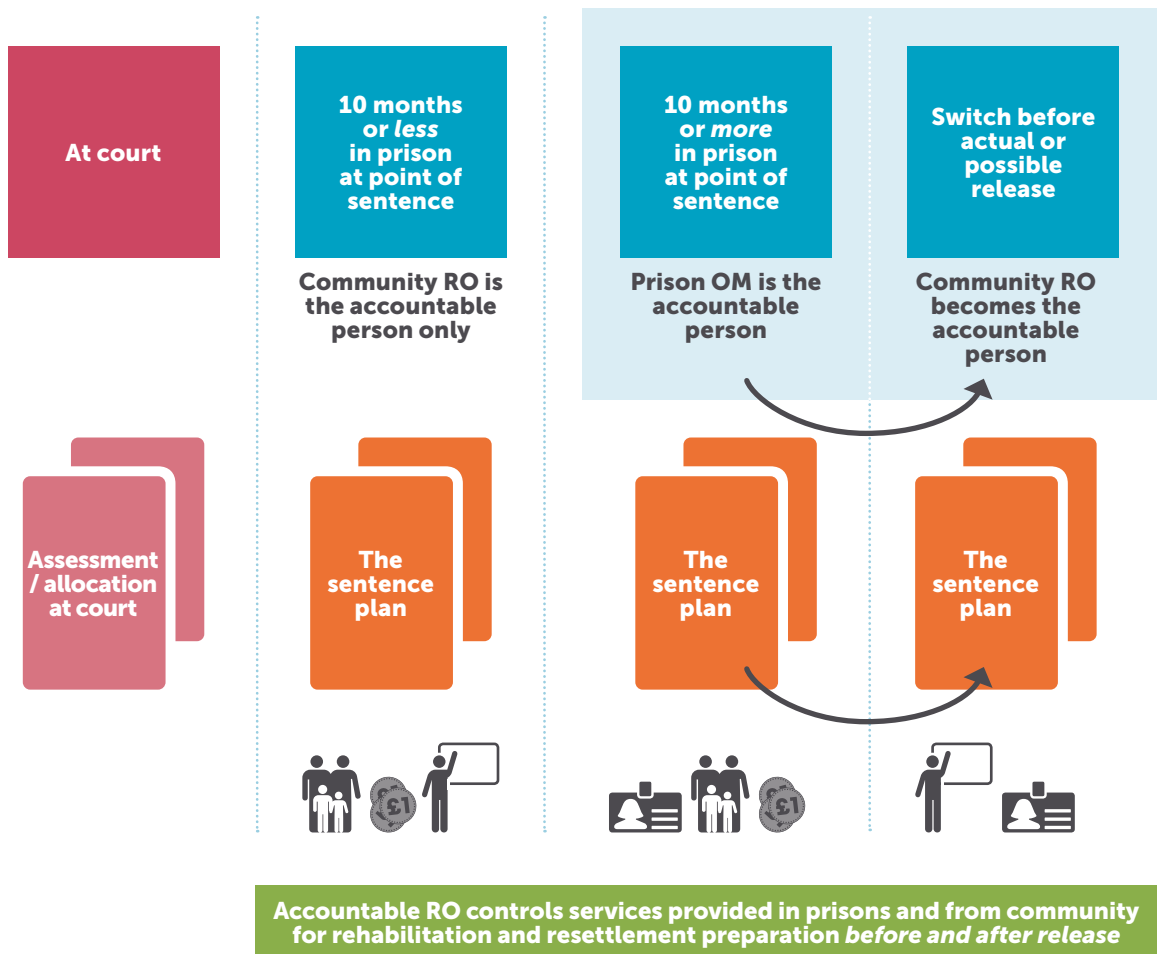 At court
10 months
or less
in prison
at point of
sentence
10 months
or more
in prison
at point of
sentence
Switch before
actual or
possible
release
Community RO is
the accountable
person only
Prison OM is the
accountable
person
Community RO
becomes the
accountable
person
Assessment
/ allocation
at court
The
sentence
plan
The
sentence
plan
The
sentence
plan
£1
£1
Accountable RO controls services provided in prisons and from community
for rehabilitation and resettlement preparation before and after release